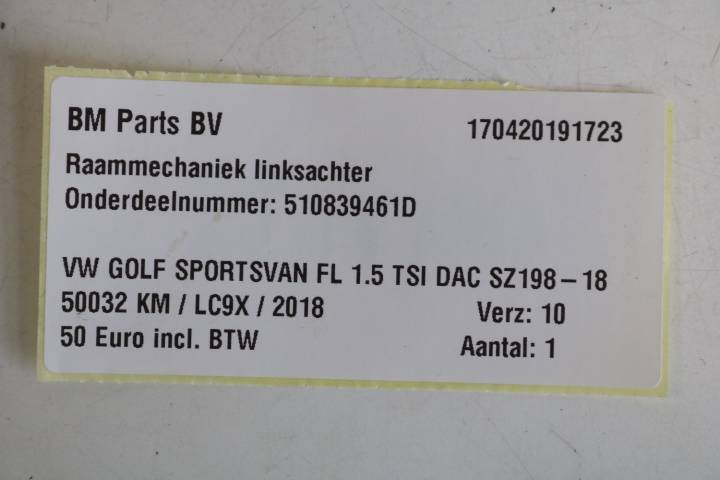 BM Parts BV 170420191723
Raammechaniek linksachter
Onderdeelnummer: 510839461D
VW GOLF SPORTSVAN FL 1.5 TSI DAC SZ198-18
50032 KM / LC9X / 2018 Verz: 10
50 Euro incl. BTW Aantal: 1